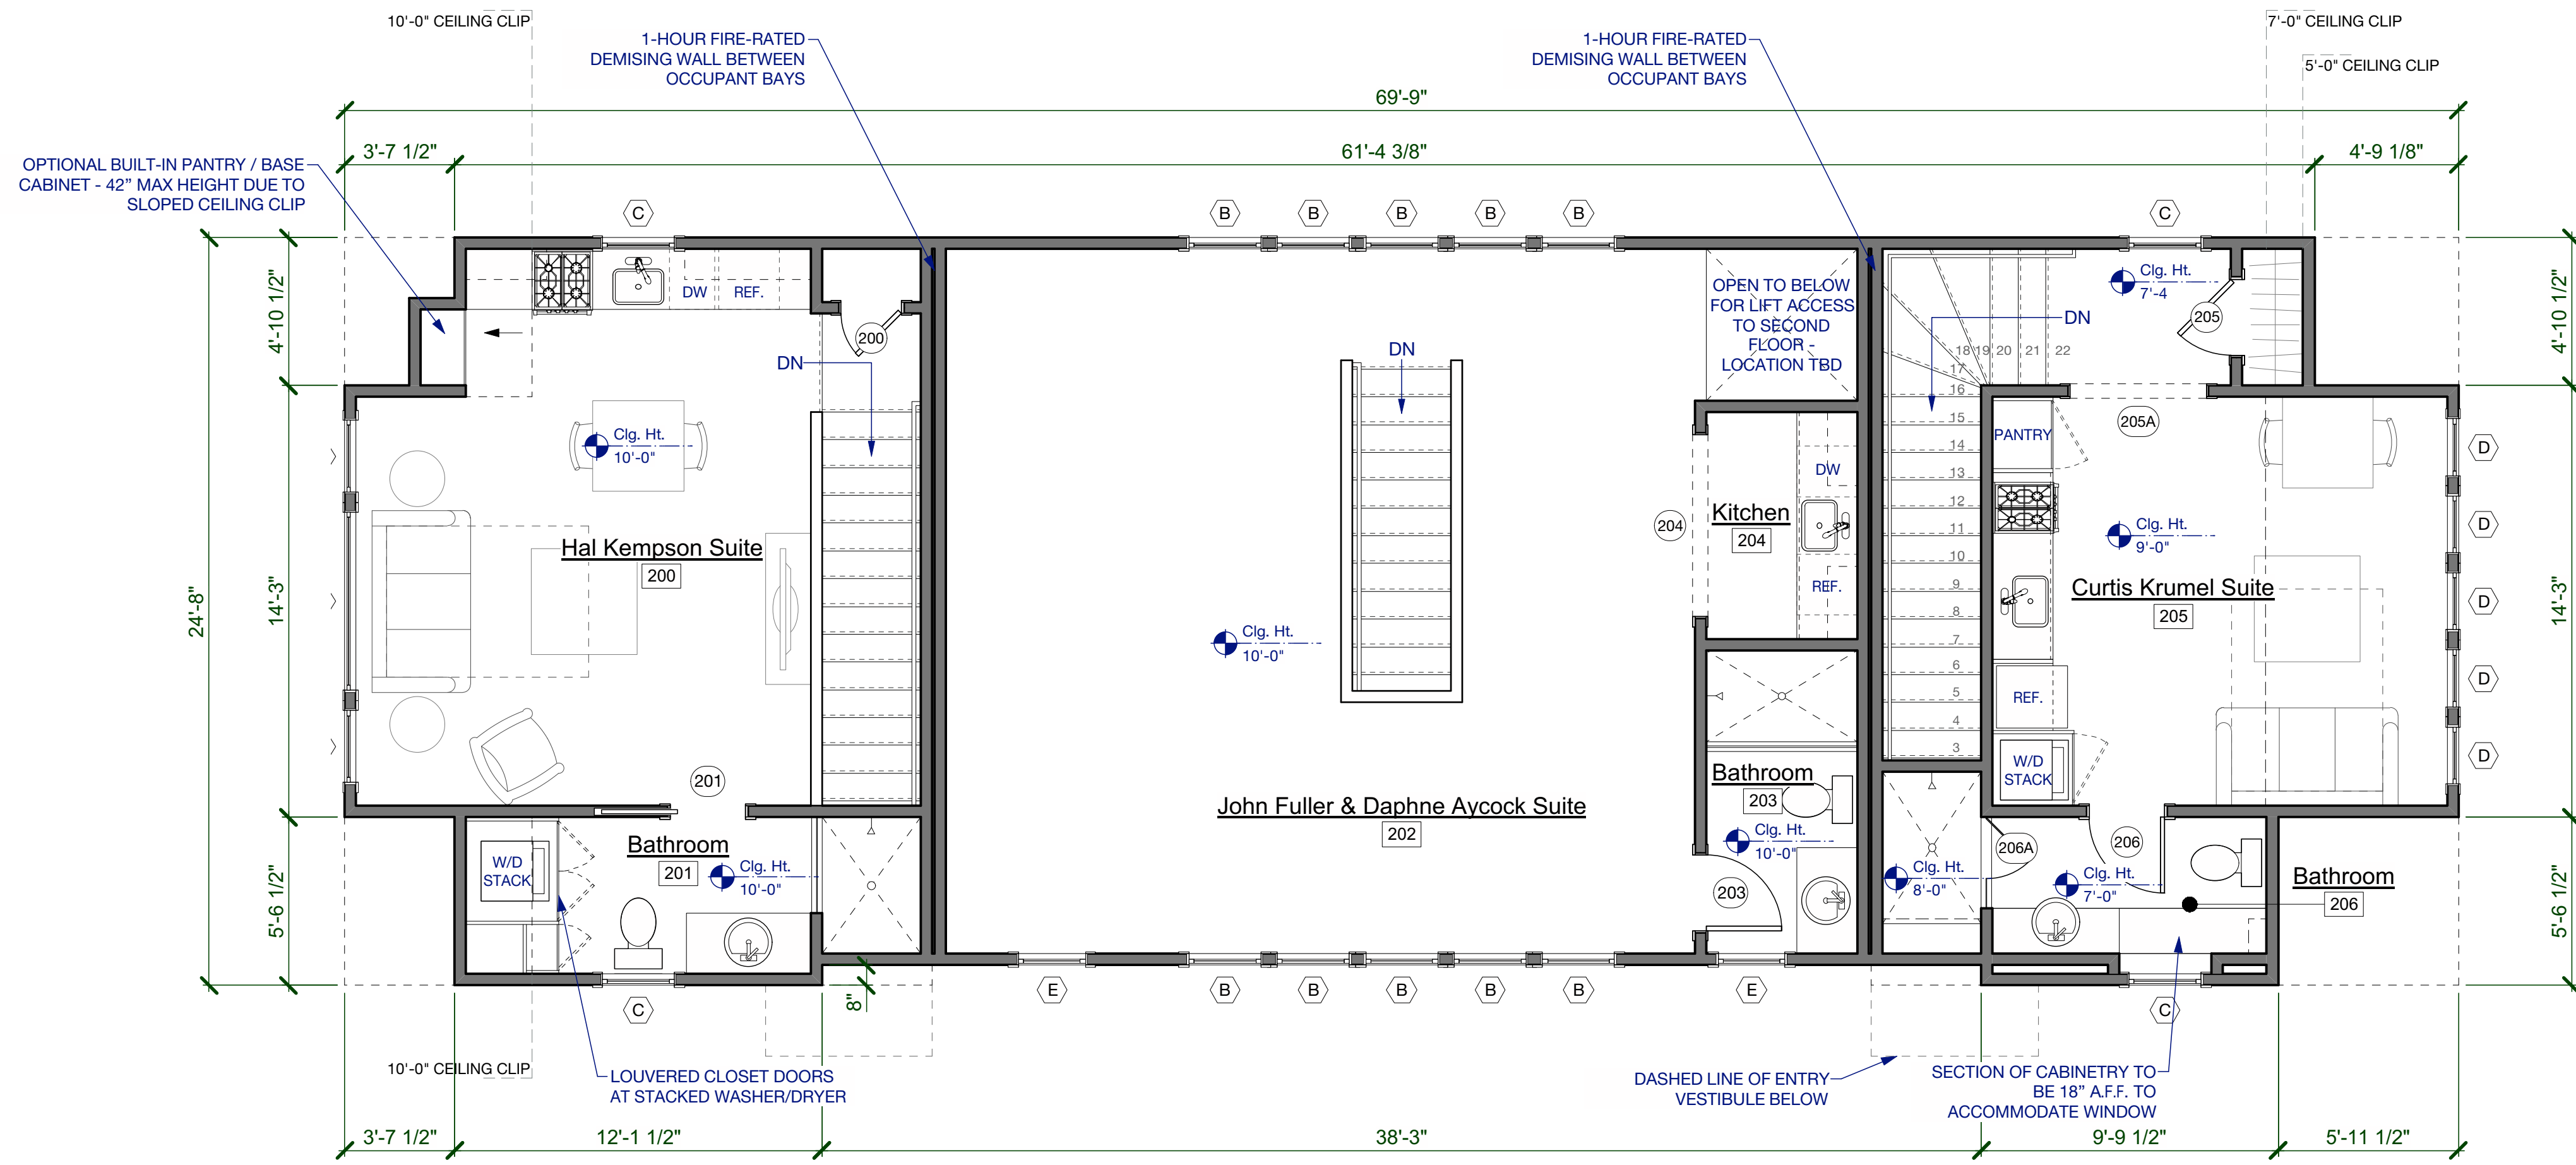 10'-0" CEILING CLIP
7'-0" CEILING CLIP
1-HOUR FIRE-RATED
DEMISING WALL BETWEEN
OCCUPANT BAYS
1-HOUR FIRE-RATED
DEMISING WALL BETWEEN
OCCUPANT BAYS
5'-0" CEILING CLIP
69'-9"
3'-7 1/2"
61'-4 3/8"
4'-9 1/8"
OPTIONAL BUILT-IN PANTRY / BASE
CABINET - 42” MAX HEIGHT DUE TO
SLOPED CEILING CLIP
C
B
B
B
B
B
C
24'-8"
4'-10 1/2"
14'-3"
5'-6 1/2"
DW
REF.
200
DN
Clg. Ht.
10'-0"
Hal Kempson Suite
200
201
W/D
STACK
Bathroom
201
Clg. Ht.
10'-0"
DN
Clg. Ht.
10'-0"
John Fuller & Daphne Aycock Suite
202
OPEN TO BELOW
FOR LIFT ACCESS
TO SECOND
FLOOR -
LOCATION TBD
204
Kitchen
204
DW
REF.
Bathroom
203
Clg. Ht.
10'-0"
203
Clg. Ht.
7'-4
205
DN
18
19
20
21
22
17
16
15
14
13
12
11
10
9
8
7
6
5
4
3
PANTRY
205A
Clg. Ht.
9'-0"
Curtis Krumel Suite
205
REF.
W/D
STACK
206A
206
Clg. Ht.
8'-0"
Clg. Ht.
7'-0"
Bathroom
206
D
D
D
D
D
4'-10 1/2"
14'-3"
5'-6 1/2"
E
B
B
B
B
B
E
C
C
8"
10'-0" CEILING CLIP
LOUVERED CLOSET DOORS
AT STACKED WASHER/DRYER
DASHED LINE OF ENTRY
VESTIBULE BELOW
SECTION OF CABINETRY TO
BE 18” A.F.F. TO
ACCOMMODATE WINDOW
3'-7 1/2"
12'-1 1/2"
38'-3"
9'-9 1/2"
5'-11 1/2"